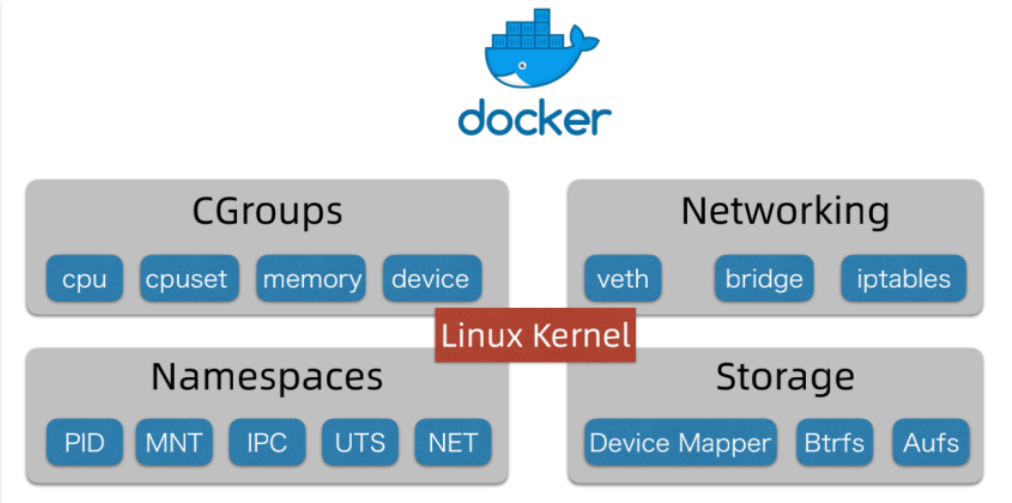 docker
CGroups
cpu cpuset memory device
Networking
veth bridge iptables
Linux Kernel
Namespaces
PID MNT IPC UTS NET
Storage
Device Mapper Btrfs Aufs